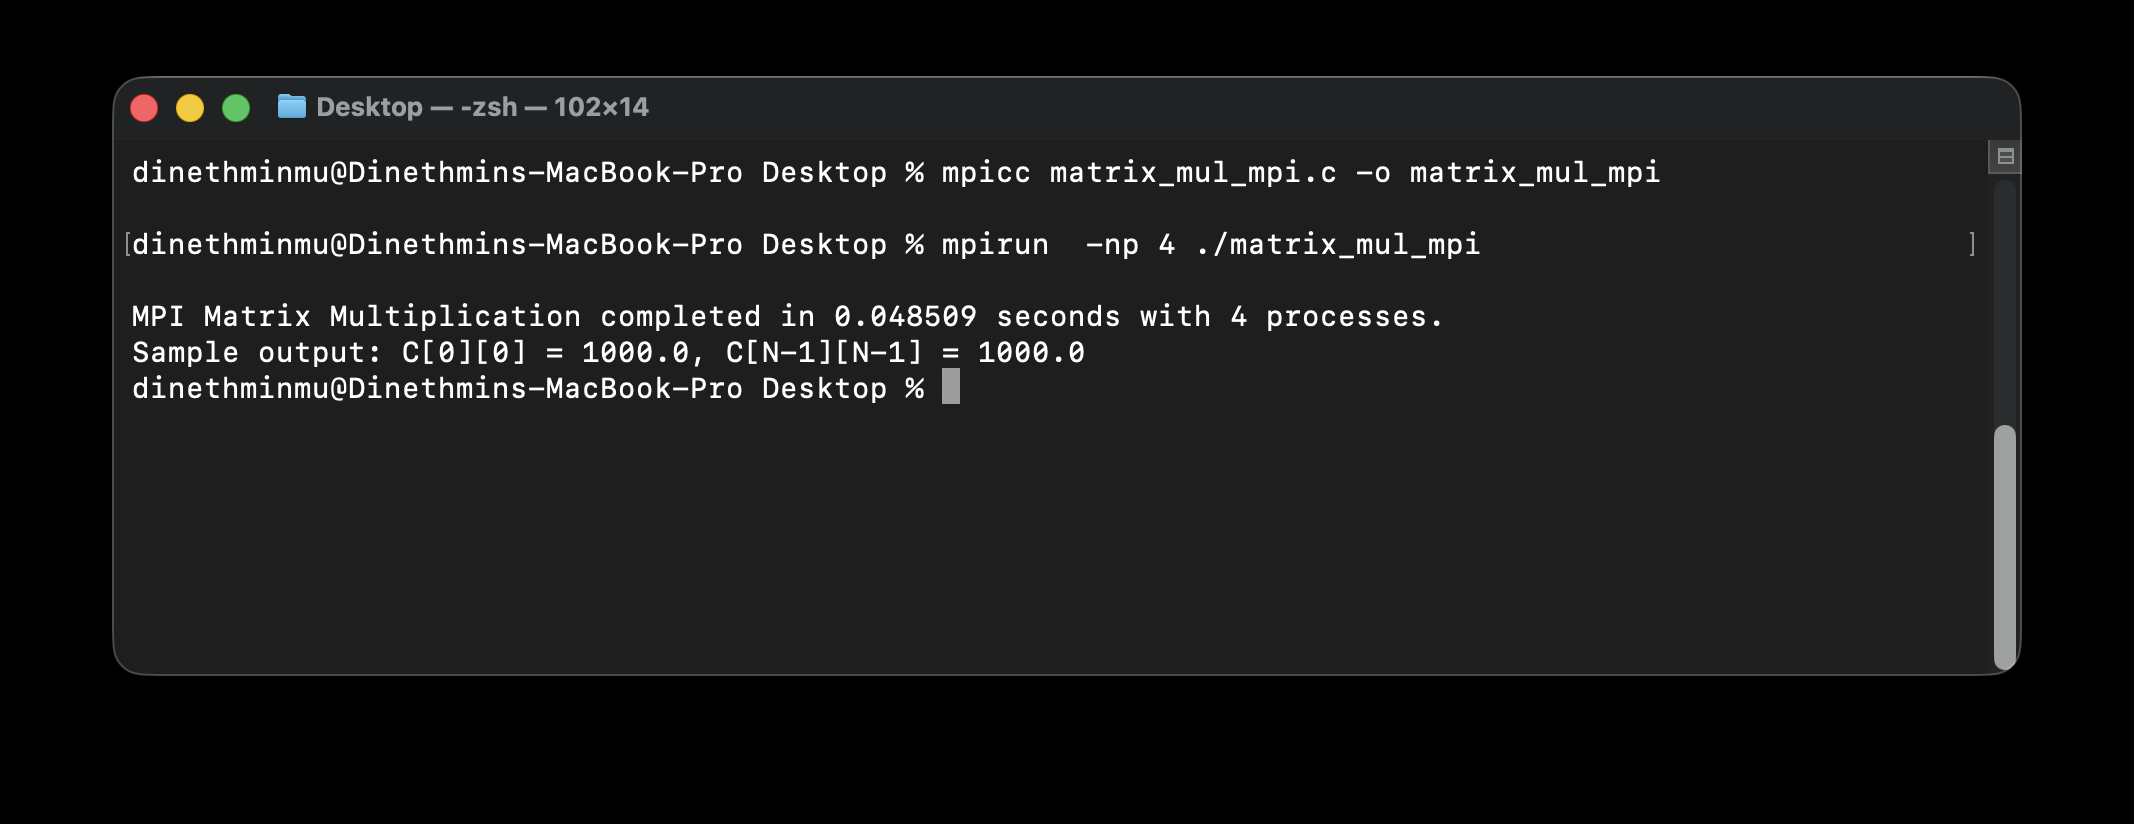 Desktop — -zsh — 102×14
dinethminmu@Dinethmins-MacBook-Pro Desktop % mpicc matrix_mul_mpi.c -o matrix_mul_mpi
[dinethminmu@Dinethmins-MacBook-Pro Desktop % mpirun  -np 4 ./matrix_mul_mpi ]
MPI Matrix Multiplication completed in 0.048509 seconds with 4 processes.
Sample output: C[0][0] = 1000.0, C[N-1][N-1] = 1000.0
dinethminmu@Dinethmins-MacBook-Pro Desktop %